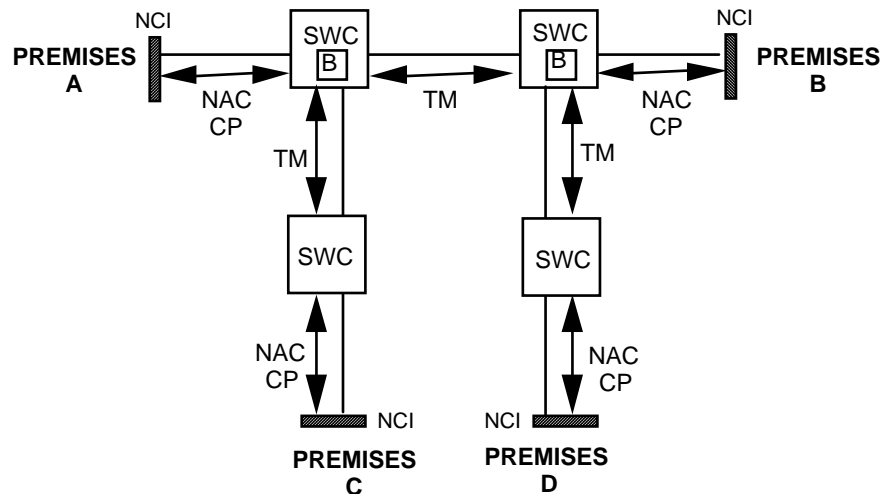 NCI
SWC
B
SWC
B
NCI
PREMISES
A
PREMISES
B
NAC
CP
TM
NAC
CP
TM
TM
SWC
SWC
NAC
CP
NAC
CP
NCI
NCI
PREMISES
C
PREMISES
D